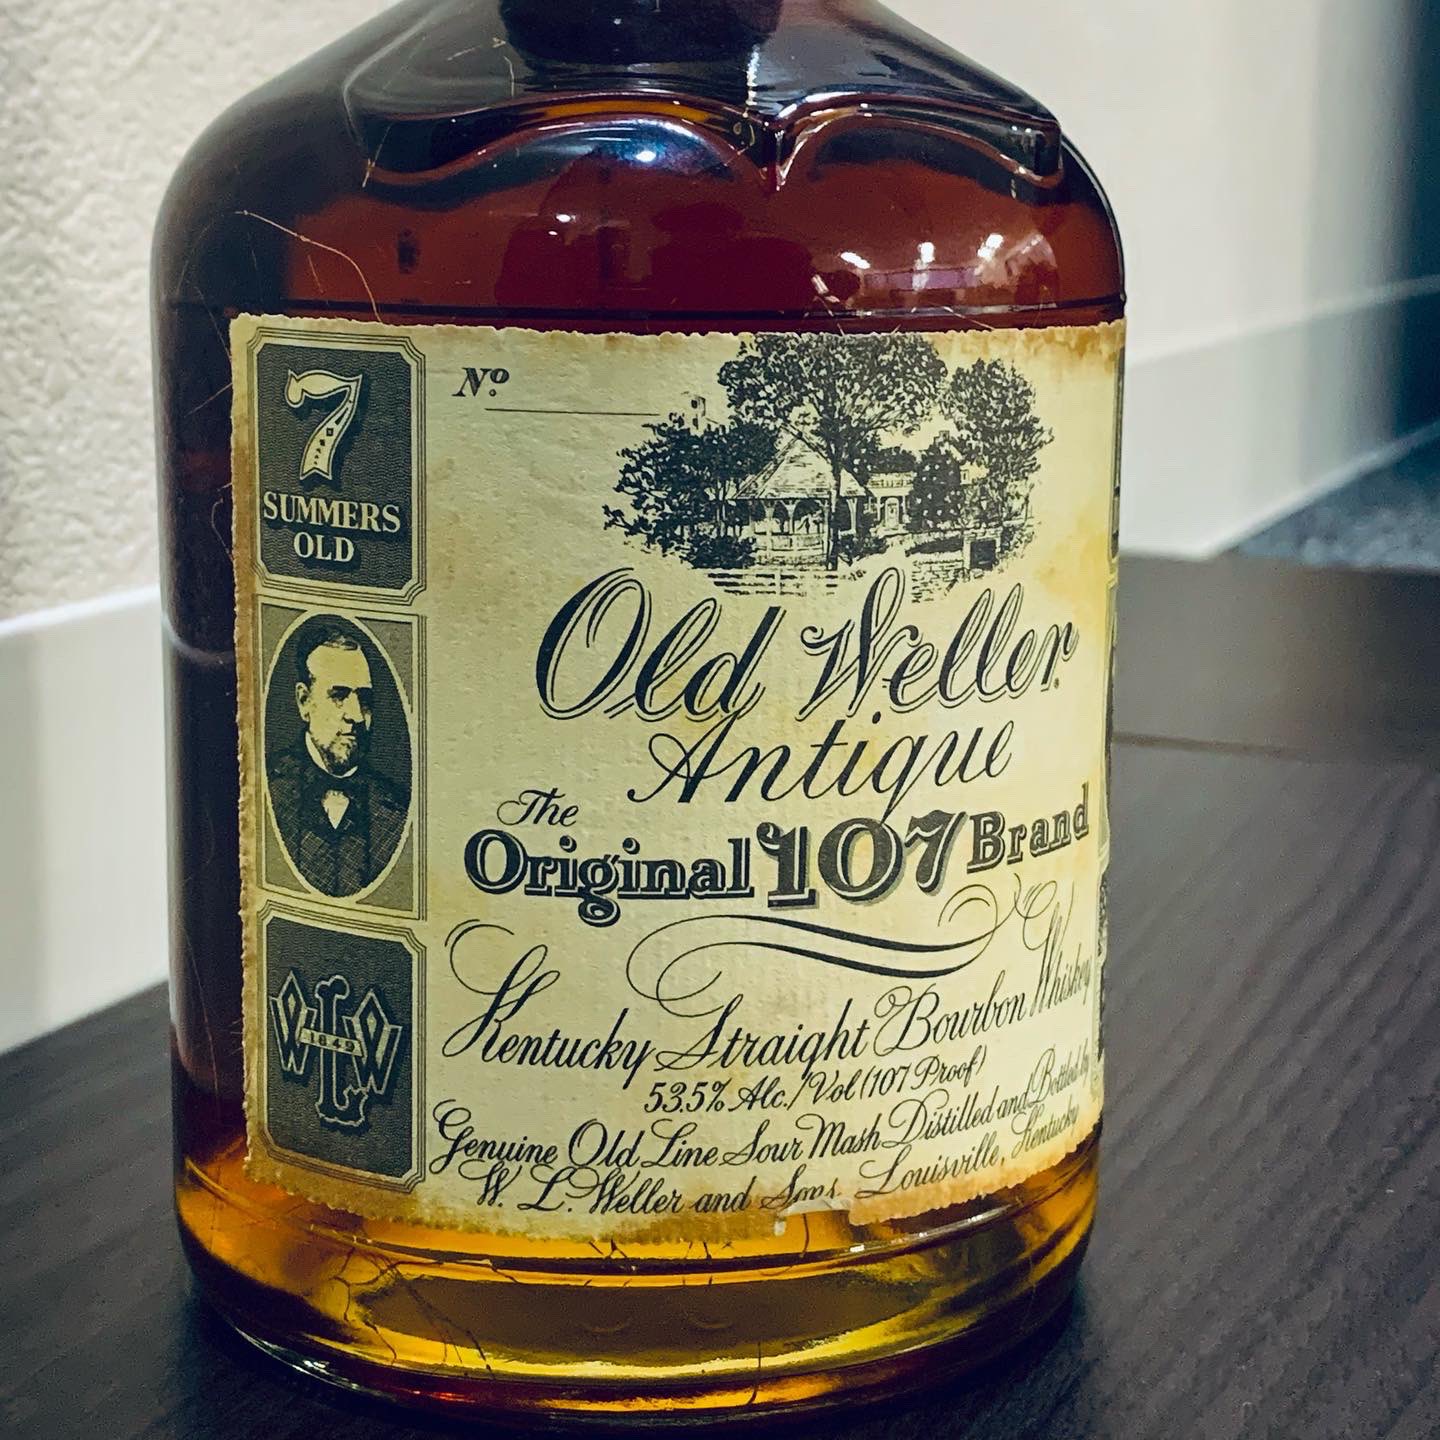 7
SUMMERS
OLD
Nº
Old Weller
Antique
The
Original 107 Brand
Kentucky Straight Bourbon Whiskey
53.5% Alc./Vol (107 Proof)
Genuine Old Line Sour Mash Distilled and Bottled by
W. L. Weller and Sons. Louisville, Kentucky
WLW
1849